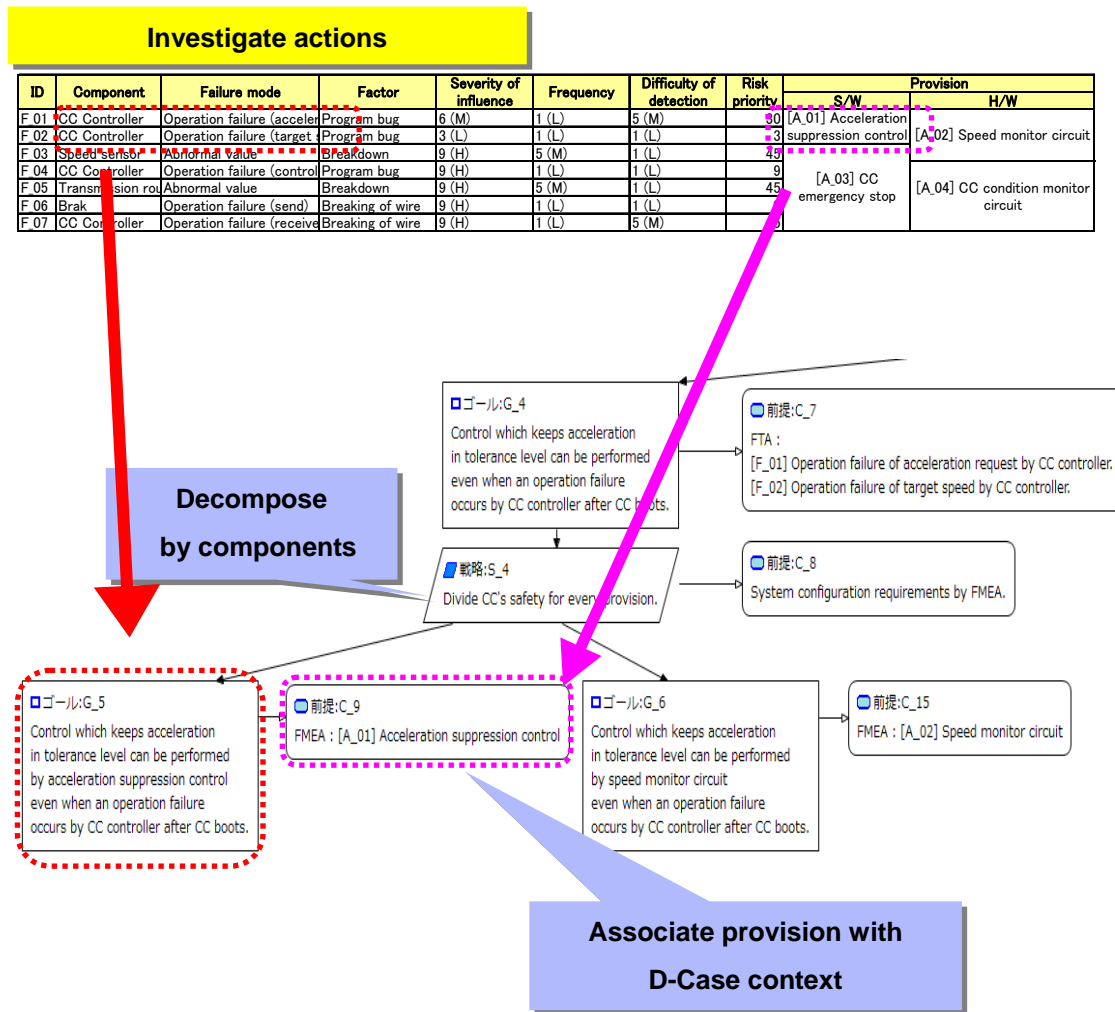 Investigate actions
ID Component Failure mode Factor Severity of influence Frequency Difficulty of detection Risk priority Provision
S/W H/W
F_01 CC Controller Operation failure (acceler Program bug 6 (M) 1 (L) 5 (M) 30 [A_01] Acceleration suppression control [A_02] Speed monitor circuit
F_02 CC Controller Operation failure (target Program bug 3 (L) 1 (L) 1 (L) 3
F_03 Speed sensor Abnormal value Breakdown 9 (H) 5 (M) 1 (L) 45
F_04 CC Controller Operation failure (control Program bug 9 (H) 1 (L) 1 (L) 9 [A_03] CC emergency stop [A_04] CC condition monitor circuit
F_05 Transmission rou Abnormal value Breakdown 9 (H) 5 (M) 1 (L) 45
F_06 Brak Operation failure (send) Breaking of wire 9 (H) 1 (L) 1 (L)
F_07 CC Controller Operation failure (receive Breaking of wire 9 (H) 1 (L) 5 (M)
ゴール:G_4
Control which keeps acceleration
in tolerance level can be performed
even when an operation failure
occurs by CC controller after CC boots.
前提:C_7
FTA :
[F_01] Operation failure of acceleration request by CC controller.
[F_02] Operation failure of target speed by CC controller.
Decompose
by components
戦略:S_4
Divide CC's safety for every provision.
前提:C_8
System configuration requirements by FMEA.
ゴール:G_5
Control which keeps acceleration
in tolerance level can be performed
by acceleration suppression control
even when an operation failure
occurs by CC controller after CC boots.
前提:C_9
FMEA : [A_01] Acceleration suppression control
ゴール:G_6
Control which keeps acceleration
in tolerance level can be performed
by speed monitor circuit
even when an operation failure
occurs by CC controller after CC boots.
前提:C_15
FMEA : [A_02] Speed monitor circuit
Associate provision with
D-Case context